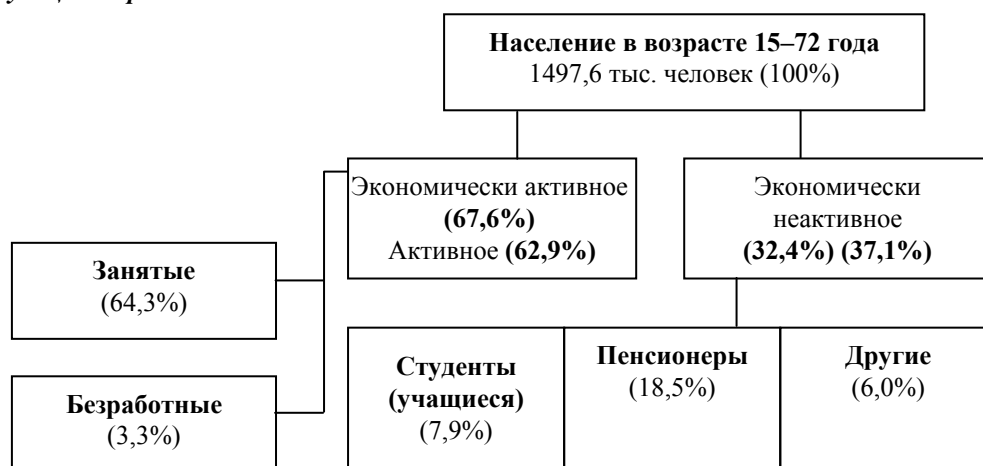 Население в возрасте 15–72 года
1497,6 тыс. человек (100%)
Экономически активное
(67,6%)
Активное (62,9%)
Экономически
неактивное
(32,4%) (37,1%)
Занятые
(64,3%)
Безработные
(3,3%)
Студенты
(учащиеся)
(7,9%)
Пенсионеры
(18,5%)
Другие
(6,0%)